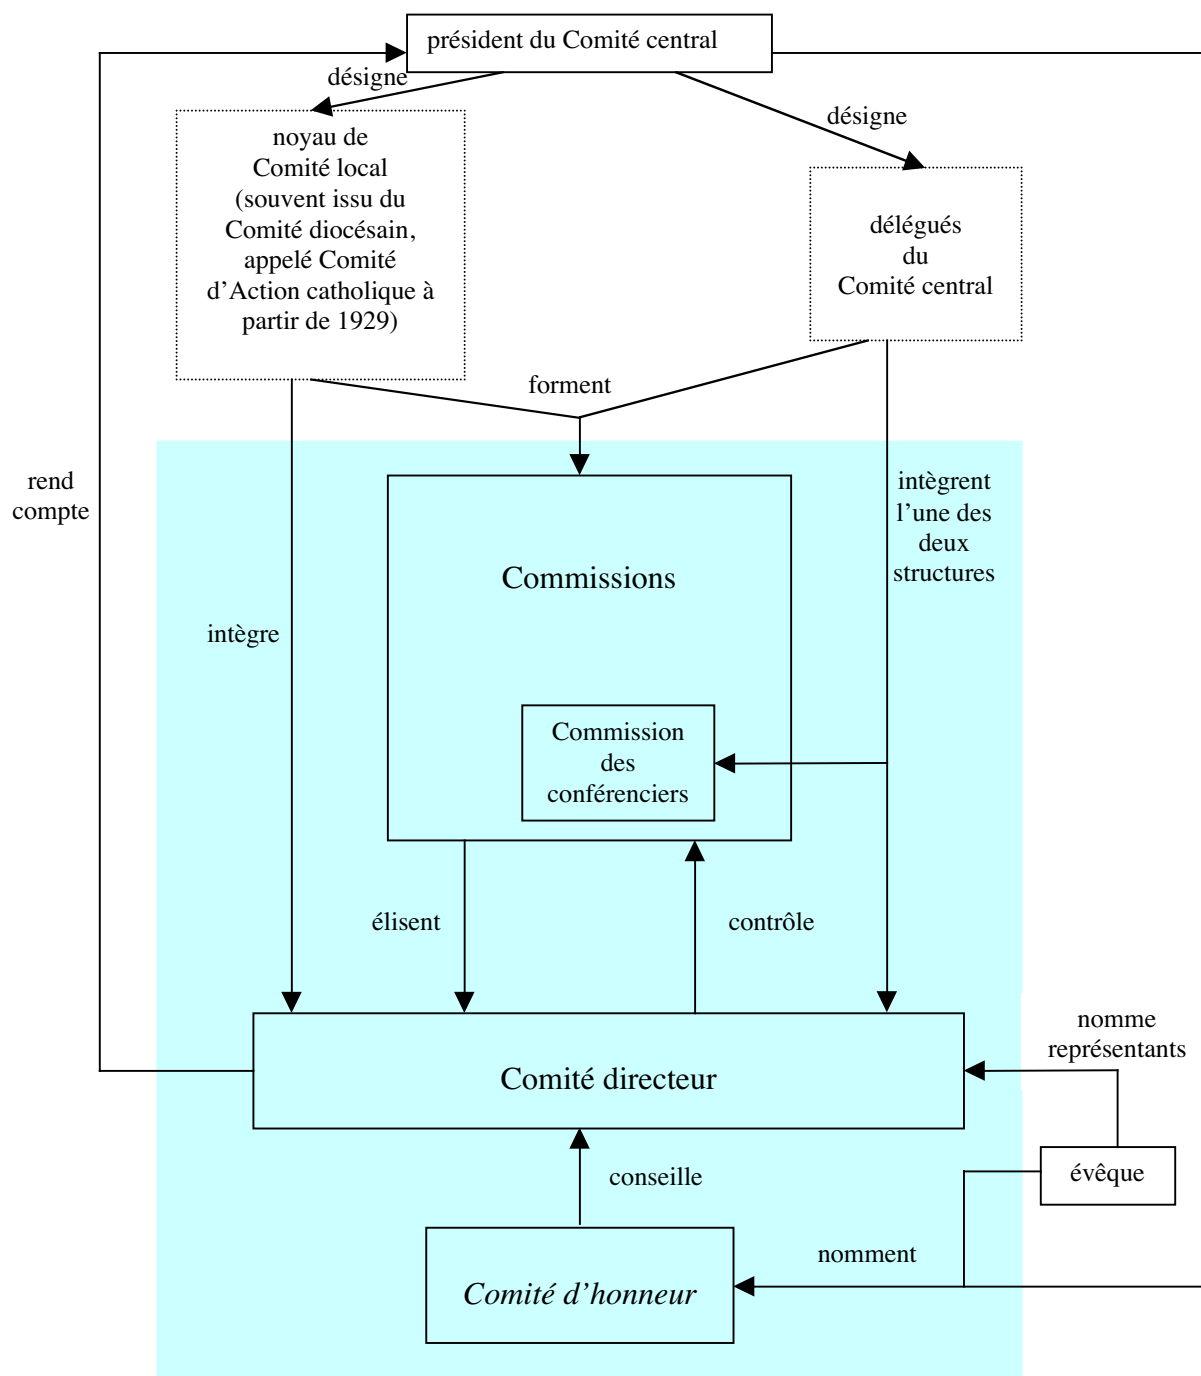 président du Comité central
désigne
désigne
noyau de
Comité local
(souvent issu du
Comité diocésain,
appelé Comité
d’Action catholique à
partir de 1929)
délégués
du
Comité central
forment
rend
compte
intègrent
l’une des
deux
structures
Commissions
intègre
Commission
des
conférenciers
élisent
contrôle
nomme
représentants
Comité directeur
évêque
conseille
nomment
Comité d’honneur